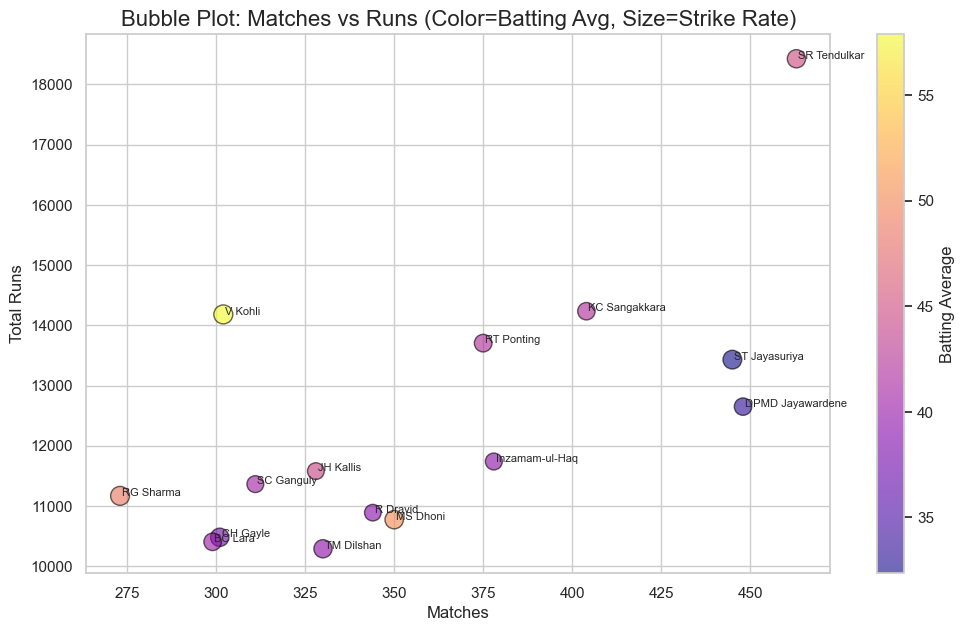 Bubble Plot: Matches vs Runs (Color=Batting Avg, Size=Strike Rate)
SR Tendulkar
V Kohli
KC Sangakkara
RT Ponting
ST Jayasuriya
DPMD Jayawardene
Inzamam-ul-Haq
JH Kallis
SC Ganguly
RG Sharma
R Dravid
MS Dhoni
CH Gayle
BC Lara
TM Dilshan
18000
17000
16000
15000
14000
13000
12000
11000
10000
Total Runs
275
300
325
350
375
400
425
450
Matches
55
50
45
40
35
Batting Average